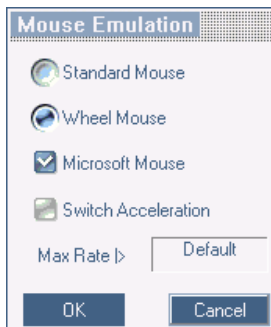 Mouse Emulation
Standard Mouse
Wheel Mouse
Microsoft Mouse
Switch Acceleration
Max Rate |> Default
OK Cancel